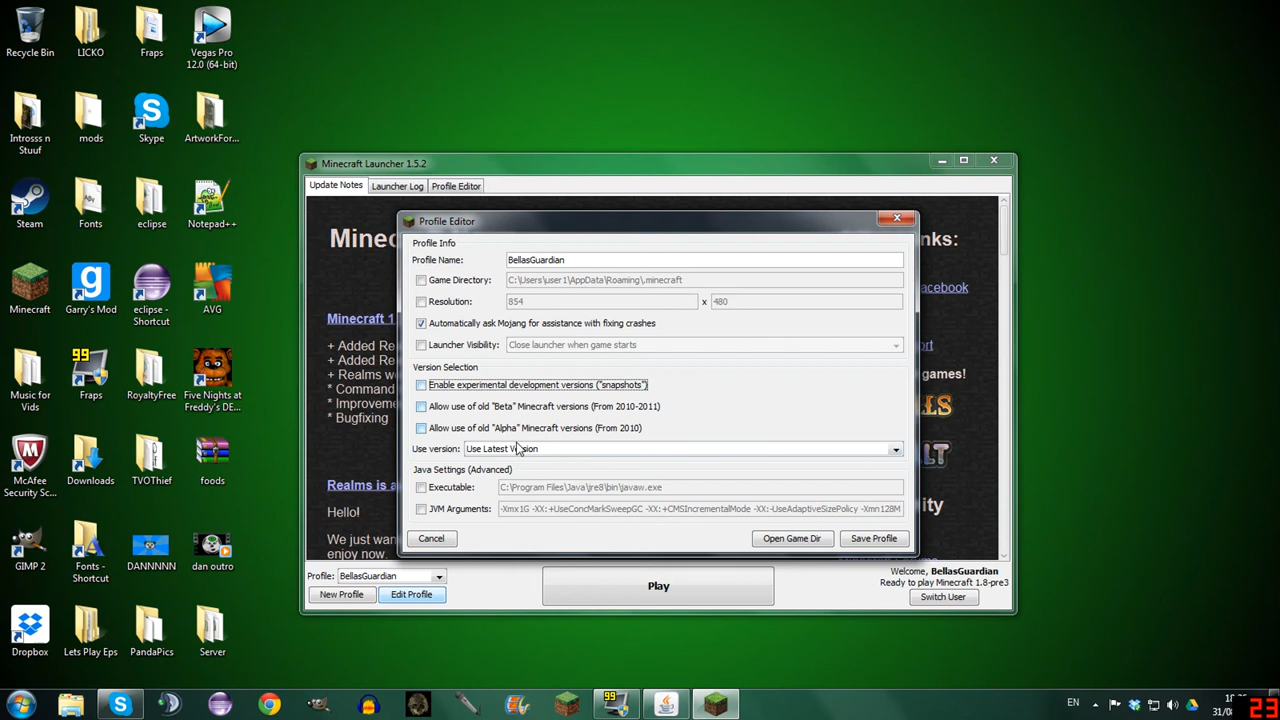 Recycle Bin
LICKO
Fraps
Vegas Pro
12.0 (64-bit)
Introsss n
Stuuf
mods
Skype
ArtworkFor...
Steam
Fonts
eclipse
Notepad++
Minecraft
Garry's Mod
eclipse -
Shortcut
AVG
Music for
Vids
99
Fraps
RoyaltyFree
Five Nights at
Freddy's DE...
McAfee
Security Sc...
Downloads
TVOThief
foods
GIMP 2
Fonts -
Shortcut
DANNNNN
dan outro
Dropbox
Lets Play Eps
PandaPics
Server
Minecraft Launcher 1.5.2
Update Notes
Launcher Log
Profile Editor
Minec
nks:
acebook
Minecraft 1
+ Added Re
+ Added Re
+ Realms w
* Command
* Improveme
* Bugfixing
ort
games!
Realms is a
Hello!
We just wan
enjoy now.
Profile Editor
Profile Info
Profile Name: BellasGuardian
Game Directory: C:\Users\user1\AppData\Roaming\.minecraft
Resolution: 854 x 480
Automatically ask Mojang for assistance with fixing crashes
Launcher Visibility: Close launcher when game starts
Version Selection
Enable experimental development versions ("snapshots")
Allow use of old "Beta" Minecraft versions (From 2010-2011)
Allow use of old "Alpha" Minecraft versions (From 2010)
Use version: Use Latest Version
Java Settings (Advanced)
Executable: C:\Program Files\Java\jre8\bin\javaw.exe
JVM Arguments: -Xmx1G -XX:+UseConcMarkSweepGC -XX:+CMSIncrementalMode -XX:-UseAdaptiveSizePolicy -Xmn128M
Cancel
Open Game Dir
Save Profile
Profile: BellasGuardian
New Profile
Edit Profile
Play
Welcome, BellasGuardian
Ready to play Minecraft 1.8-pre3
Switch User
99
EN
31/08
23